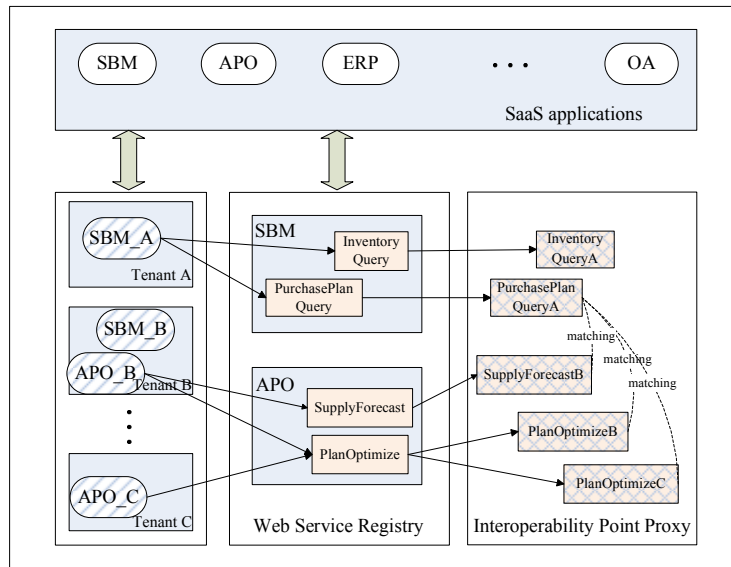 SBM
APO
ERP
...
OA
SaaS applications
SBM_A
Tenant A
SBM_B
APO_B
Tenant B
APO_C
Tenant C
SBM
Inventory
Query
PurchasePlan
Query
APO
SupplyForecast
PlanOptimize
Web Service Registry
Inventory
QueryA
PurchasePlan
QueryA
matching
matching
matching
SupplyForecastB
PlanOptimizeB
PlanOptimizeC
Interoperability Point Proxy